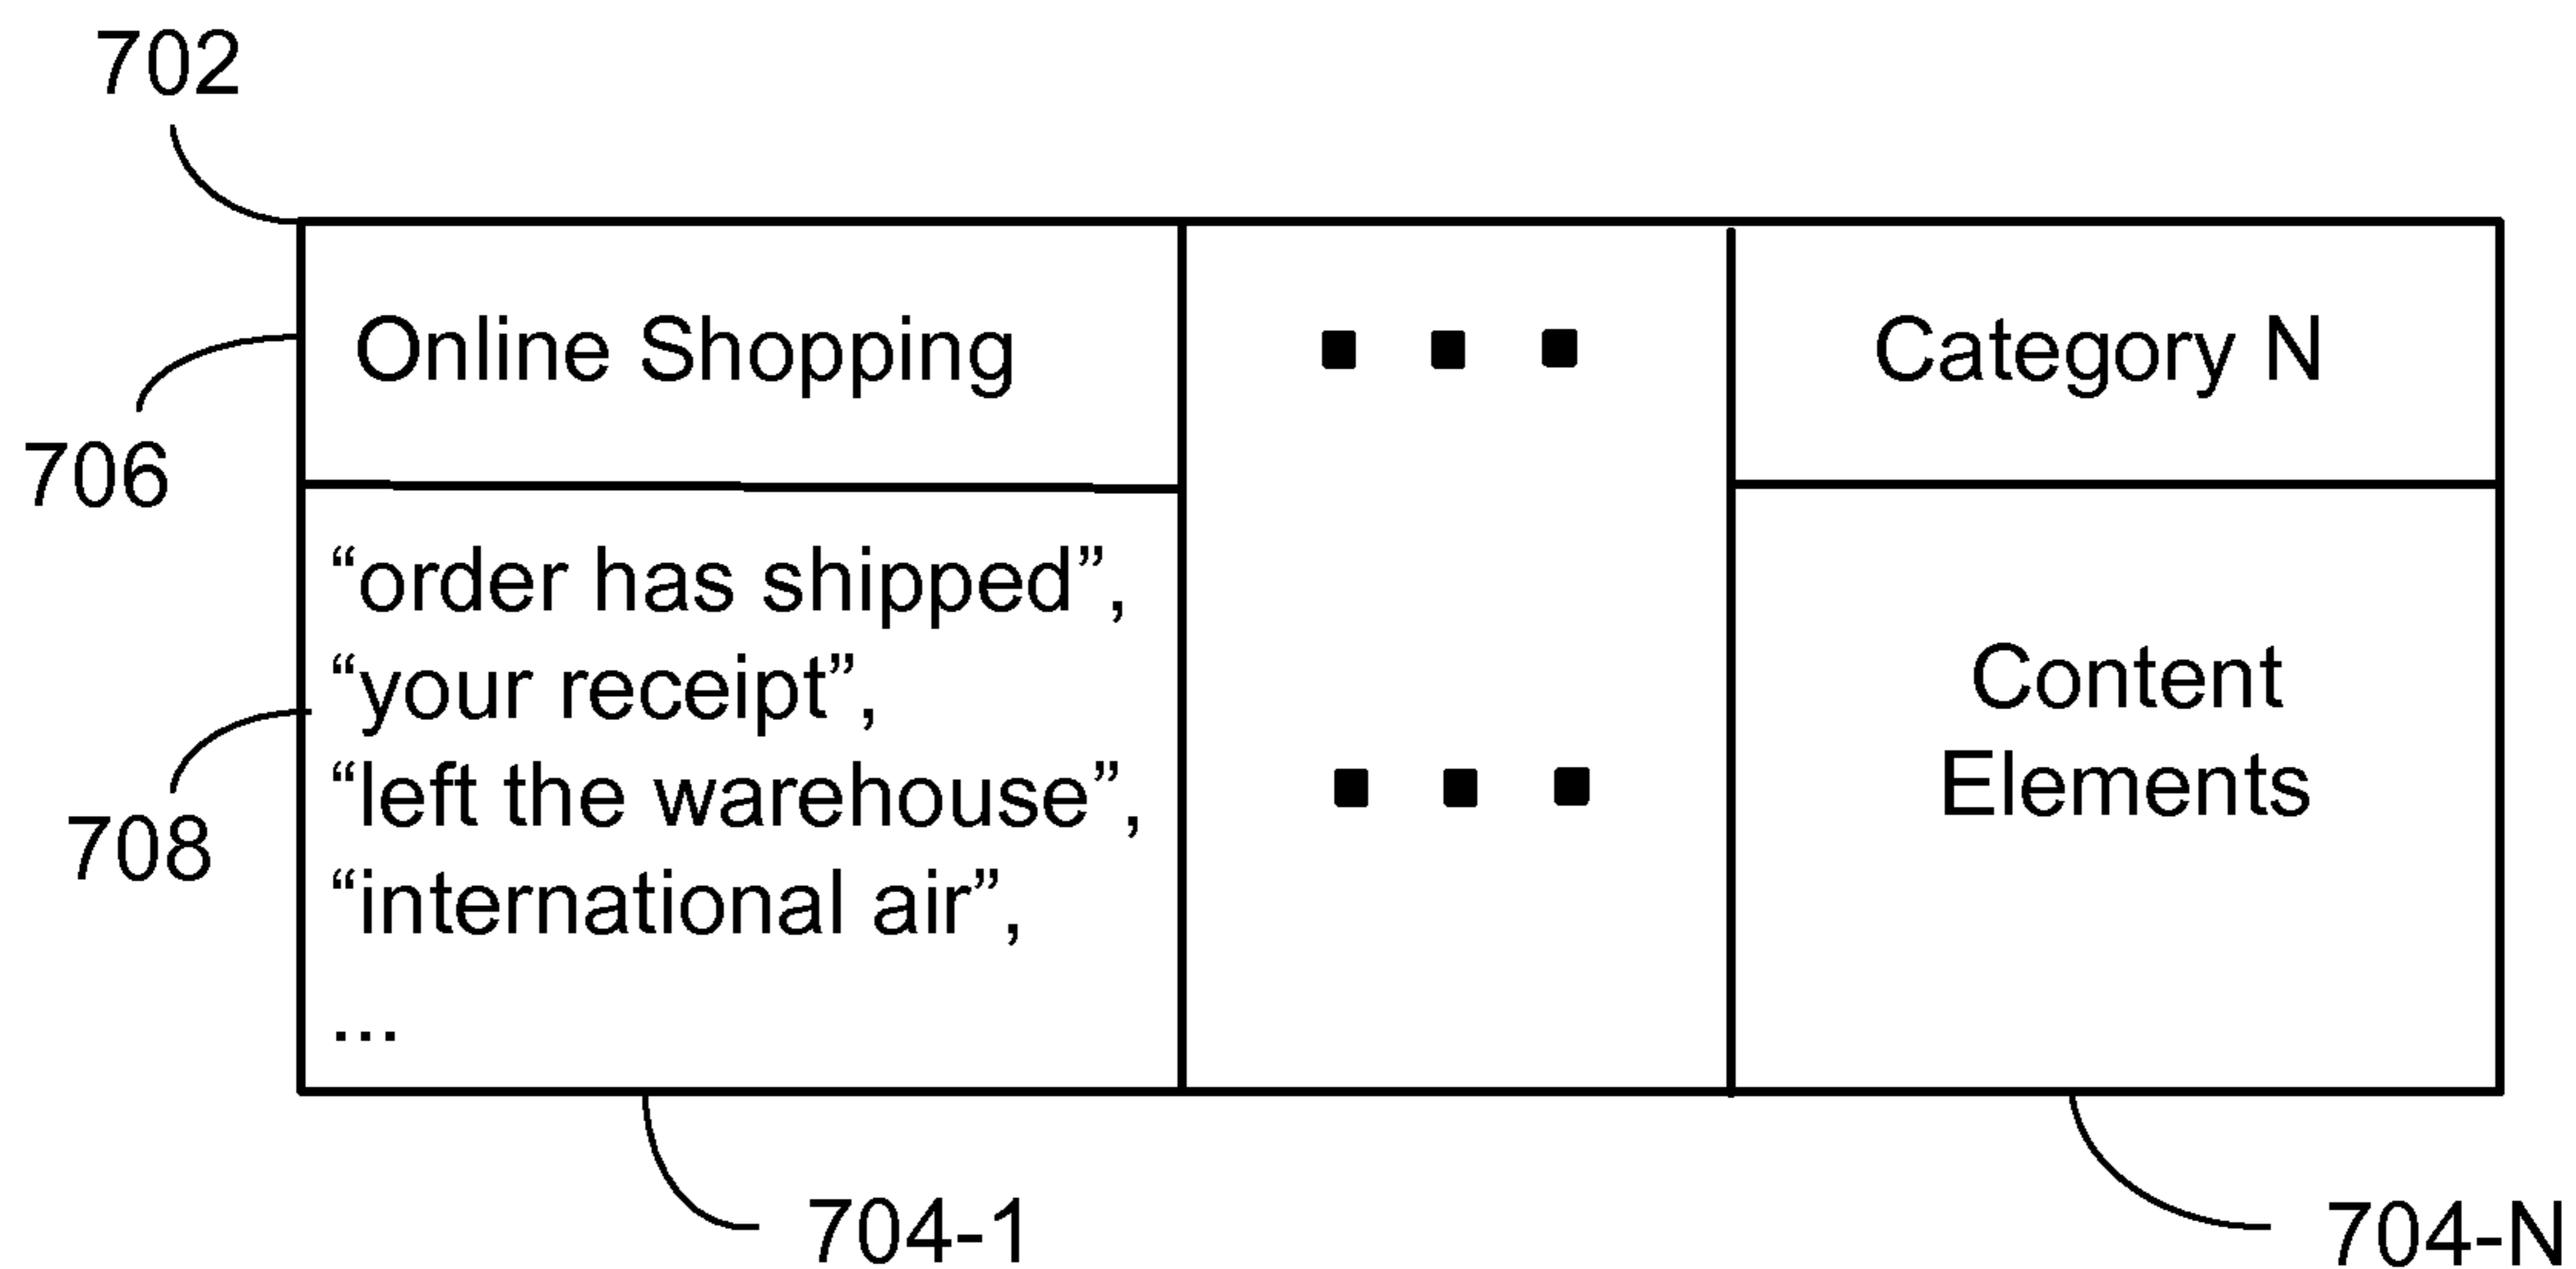 702
Online Shopping
Category N
706
“order has shipped”,
“your receipt”,
“left the warehouse”,
“international air”,
...
Content
Elements
708
704-1
704-N